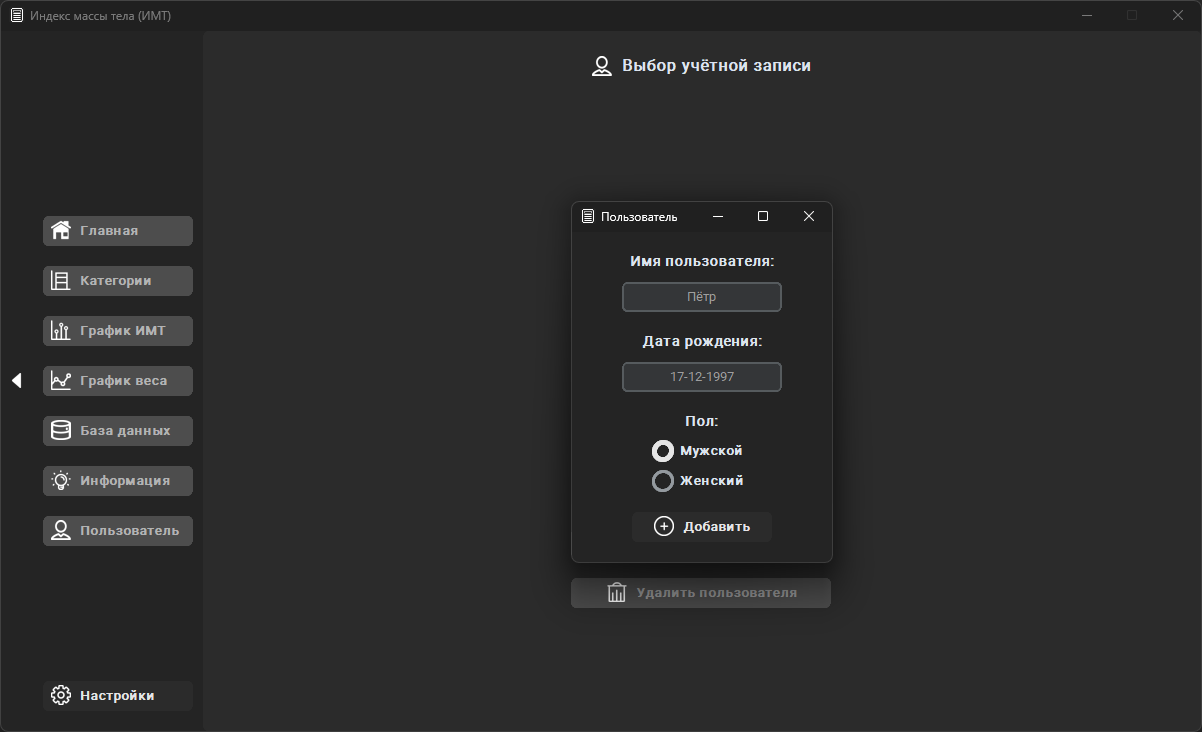 Индекс массы тела (ИМТ)
Выбор учётной записи
Главная
Категории
График ИМТ
График веса
База данных
Информация
Пользователь
Настройки
Пользователь
Имя пользователя:
Пётр
Дата рождения:
17-12-1997
Пол:
Мужской
Женский
Добавить
Удалить пользователя